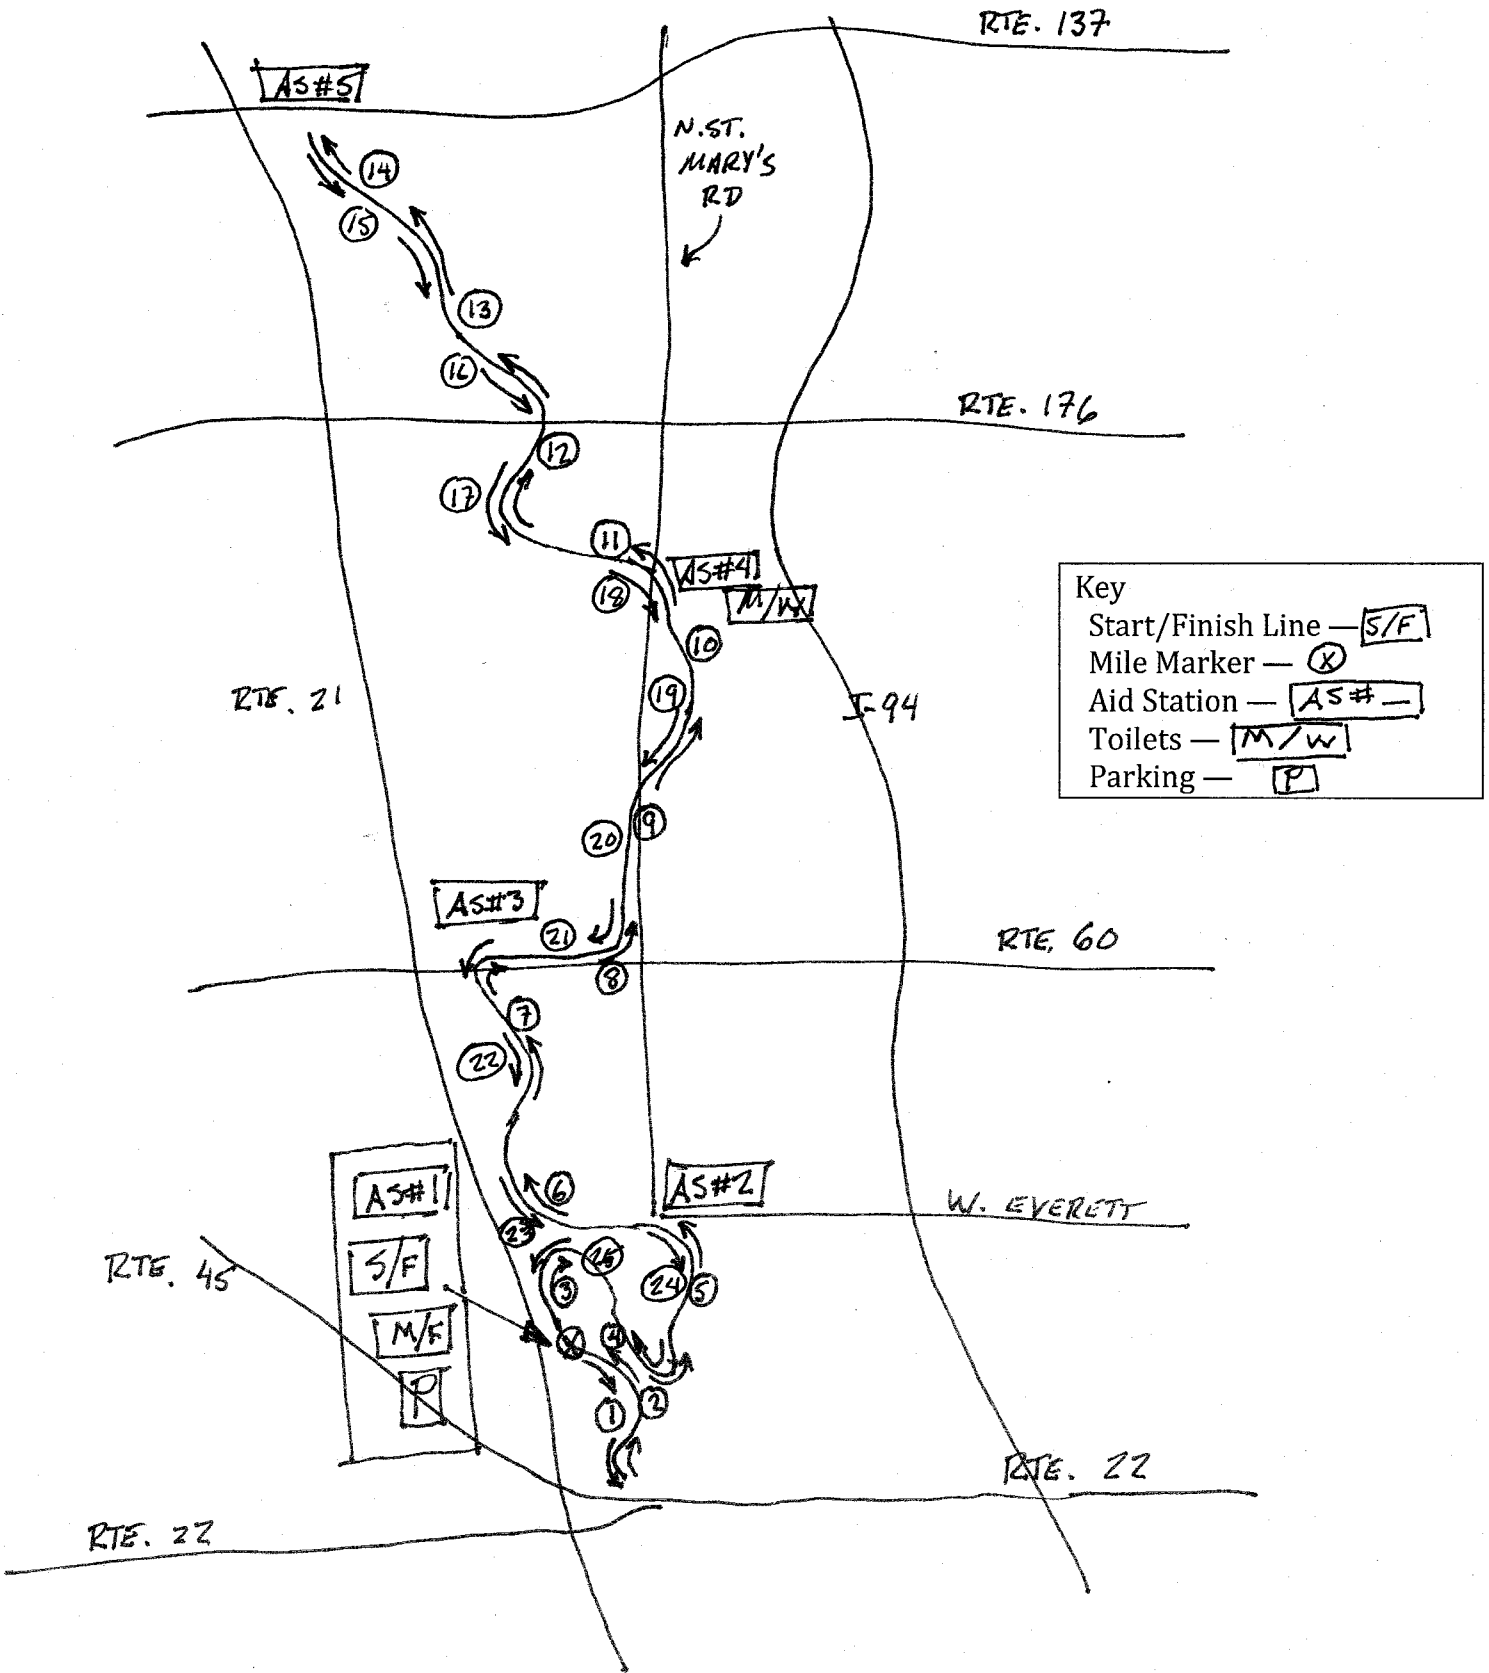 RTE. 137
AS#5
N. ST.
MARY'S
RD
14
15
13
16
RTE. 176
12
17
11
AS#4
18
M/W
10
Key
Start/Finish Line — S/F
Mile Marker — X
Aid Station — AS# _
Toilets — M/W
Parking — P
19
RTE. 21
I-94
20
9
AS#3
21
RTE. 60
8
7
22
AS#1
6
AS#2
W. EVERETT
23
S/F
RTE. 45
25
3
24
5
M/F
X
4
P
1
2
RTE. 22
RTE. 22